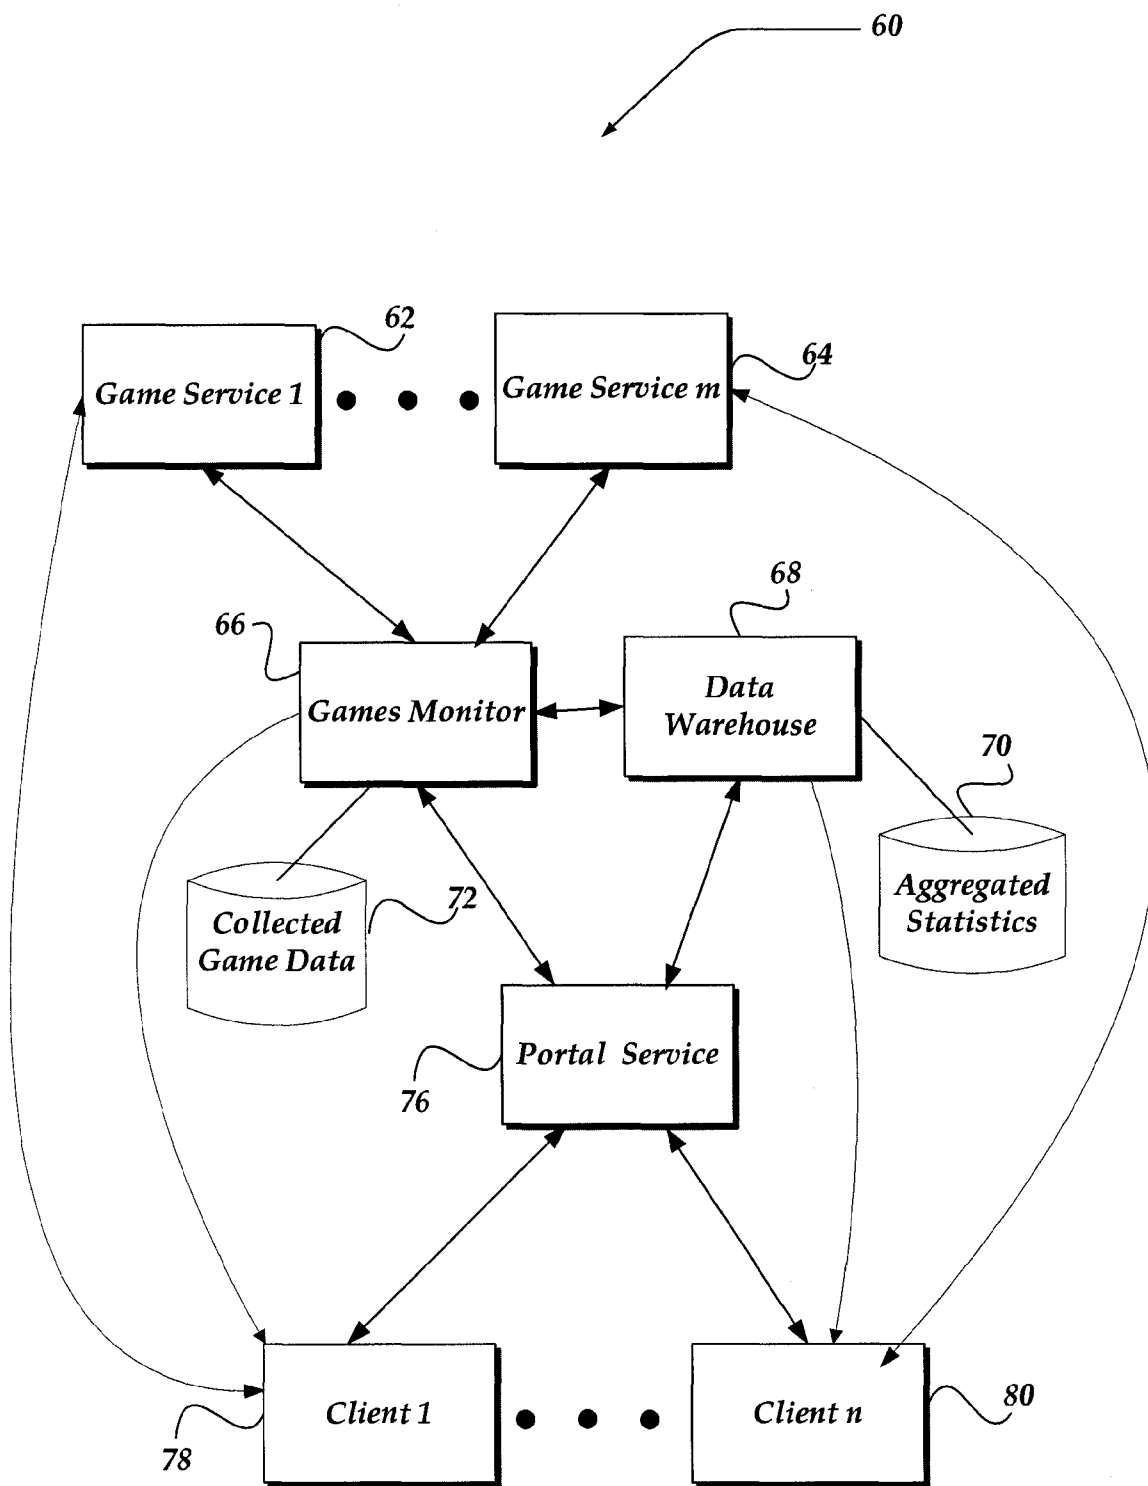 60
62
64
Game Service 1
Game Service m
68
66
Data
Warehouse
Games Monitor
70
72
Collected
Game Data
Aggregated
Statistics
Portal Service
76
Client 1
Client n
80
78